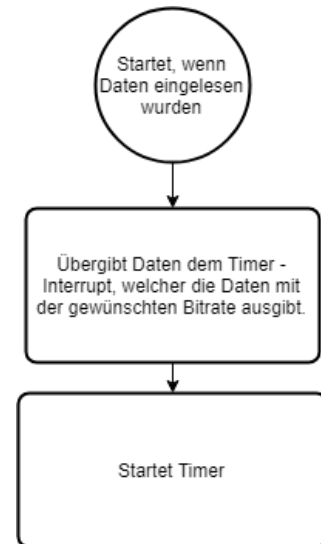 Startet, wenn
Daten eingelesen
wurden
Übergibt Daten dem Timer -
Interrupt, welcher die Daten mit
der gewünschten Bitrate ausgibt.
Startet Timer